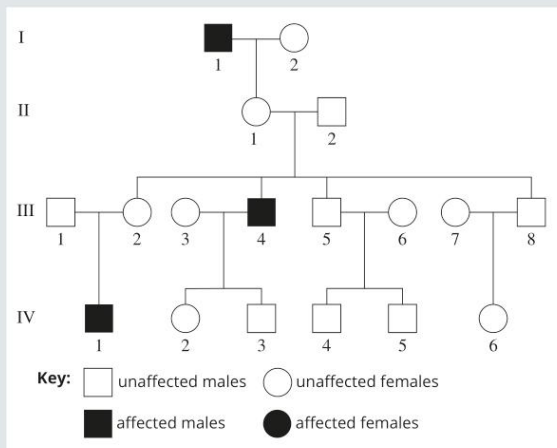 I
1 2
II
1 2
III
1 2 3 4 5 6 7 8
IV
1 2 3 4 5 6
Key: unaffected males unaffected females
affected males affected females